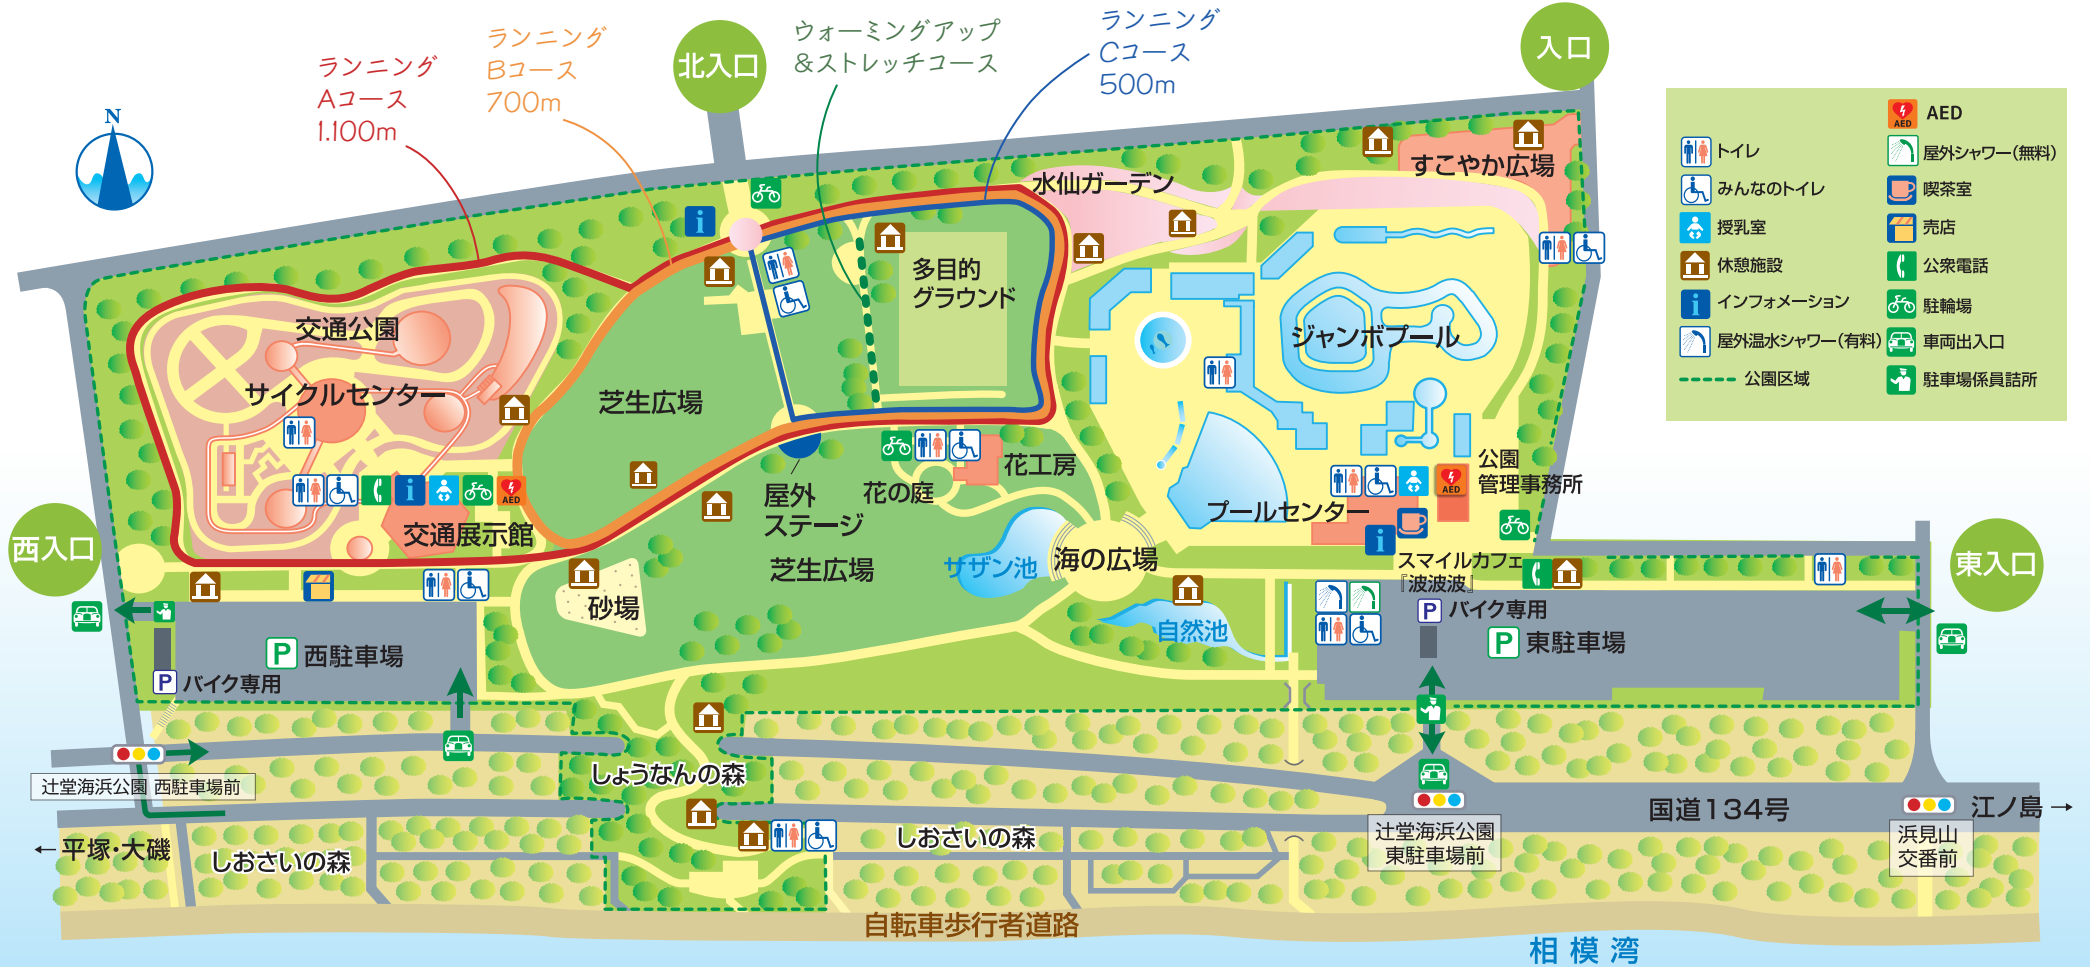 ランニング
Aコース
1.100m
ランニング
Bコース
700m
北入口
ウォーミングアップ
&ストレッチコース
ランニング
Cコース
500m
入口
N
AED
AED
トイレ
屋外シャワー(無料)
みんなのトイレ
喫茶室
授乳室
売店
休憩施設
公衆電話
i
インフォメーション
駐輪場
屋外温水シャワー(有料)
車両出入口
公園区域
駐車場係員詰所
すこやか広場
水仙ガーデン
i
多目的
グラウンド
交通公園
サイクルセンター
芝生広場
ジャンボプール
i
AED
交通展示館
屋外
ステージ
花の庭
花工房
芝生広場
プールセンター
AED
公園
管理事務所
i
スマイルカフェ
『波波波』
サザン池
海の広場
自然池
砂場
西入口
東入口
P
西駐車場
P
バイク専用
P
バイク専用
P
東駐車場
しょうなんの森
辻堂海浜公園 西駐車場前
←平塚・大磯
しおさいの森
しおさいの森
辻堂海浜公園
東駐車場前
国道134号
江ノ島→
浜見山
交番前
自転車歩行者道路
相模湾